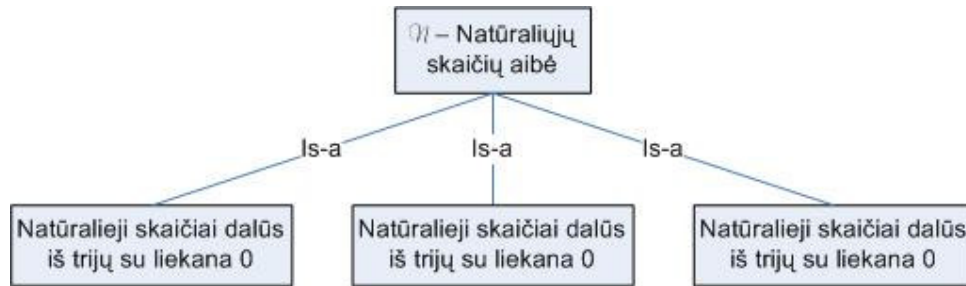 𝒩 – Natūraliųjų
skaičių aibė
Is-a
Is-a
Is-a
Natūralieji skaičiai dalūs
iš trijų su liekana 0
Natūralieji skaičiai dalūs
iš trijų su liekana 0
Natūralieji skaičiai dalūs
iš trijų su liekana 0